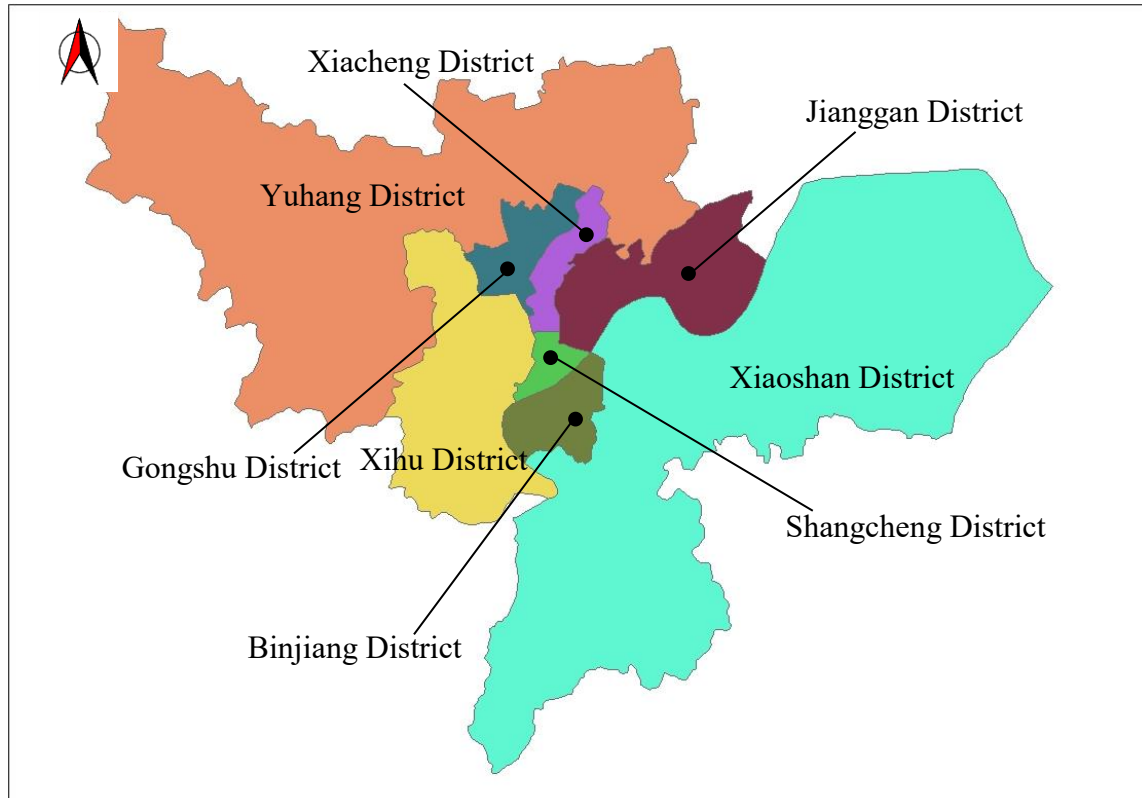 Xiacheng District
Jianggan District
Yuhang District
Xiaoshan District
Gongshu District
Xihu District
Shangcheng District
Binjiang District